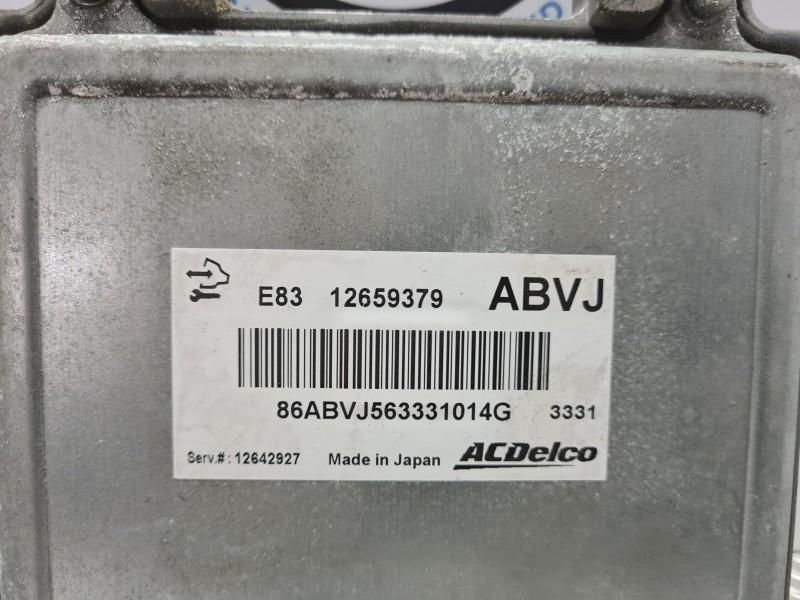 E83 12659379 ABVJ
86ABVJ563331014G 3331
Serv.#: 12642927 Made in Japan ACDelco